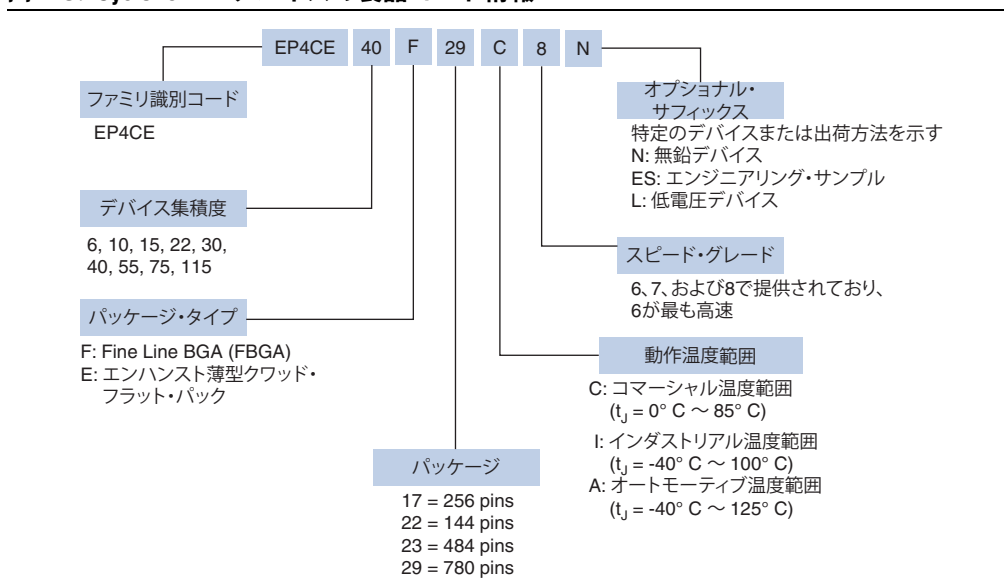 EP4CE 40 F 29 C 8 N
ファミリ識別コード
EP4CE
デバイス集積度
6, 10, 15, 22, 30,
40, 55, 75, 115
パッケージ・タイプ
F: Fine Line BGA (FBGA)
E: エンハンスト薄型クワッド・
フラット・パック
パッケージ
17 = 256 pins
22 = 144 pins
23 = 484 pins
29 = 780 pins
オプショナル・
サフィックス
特定のデバイスまたは出荷方法を示す
N: 無鉛デバイス
ES: エンジニアリング・サンプル
L: 低電圧デバイス
スピード・グレード
6、7、および8で提供されており、
6が最も高速
動作温度範囲
C: コマーシャル温度範囲
(tJ = 0° C ～ 85° C)
I: インダストリアル温度範囲
(tJ = -40° C ～ 100° C)
A: オートモーティブ温度範囲
(tJ = -40° C ～ 125° C)